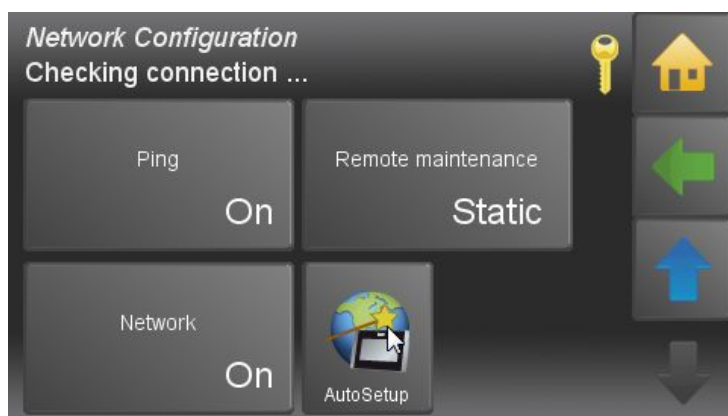 Network Configuration
Checking connection ...
Ping
On
Remote maintenance
Static
Network
On
AutoSetup